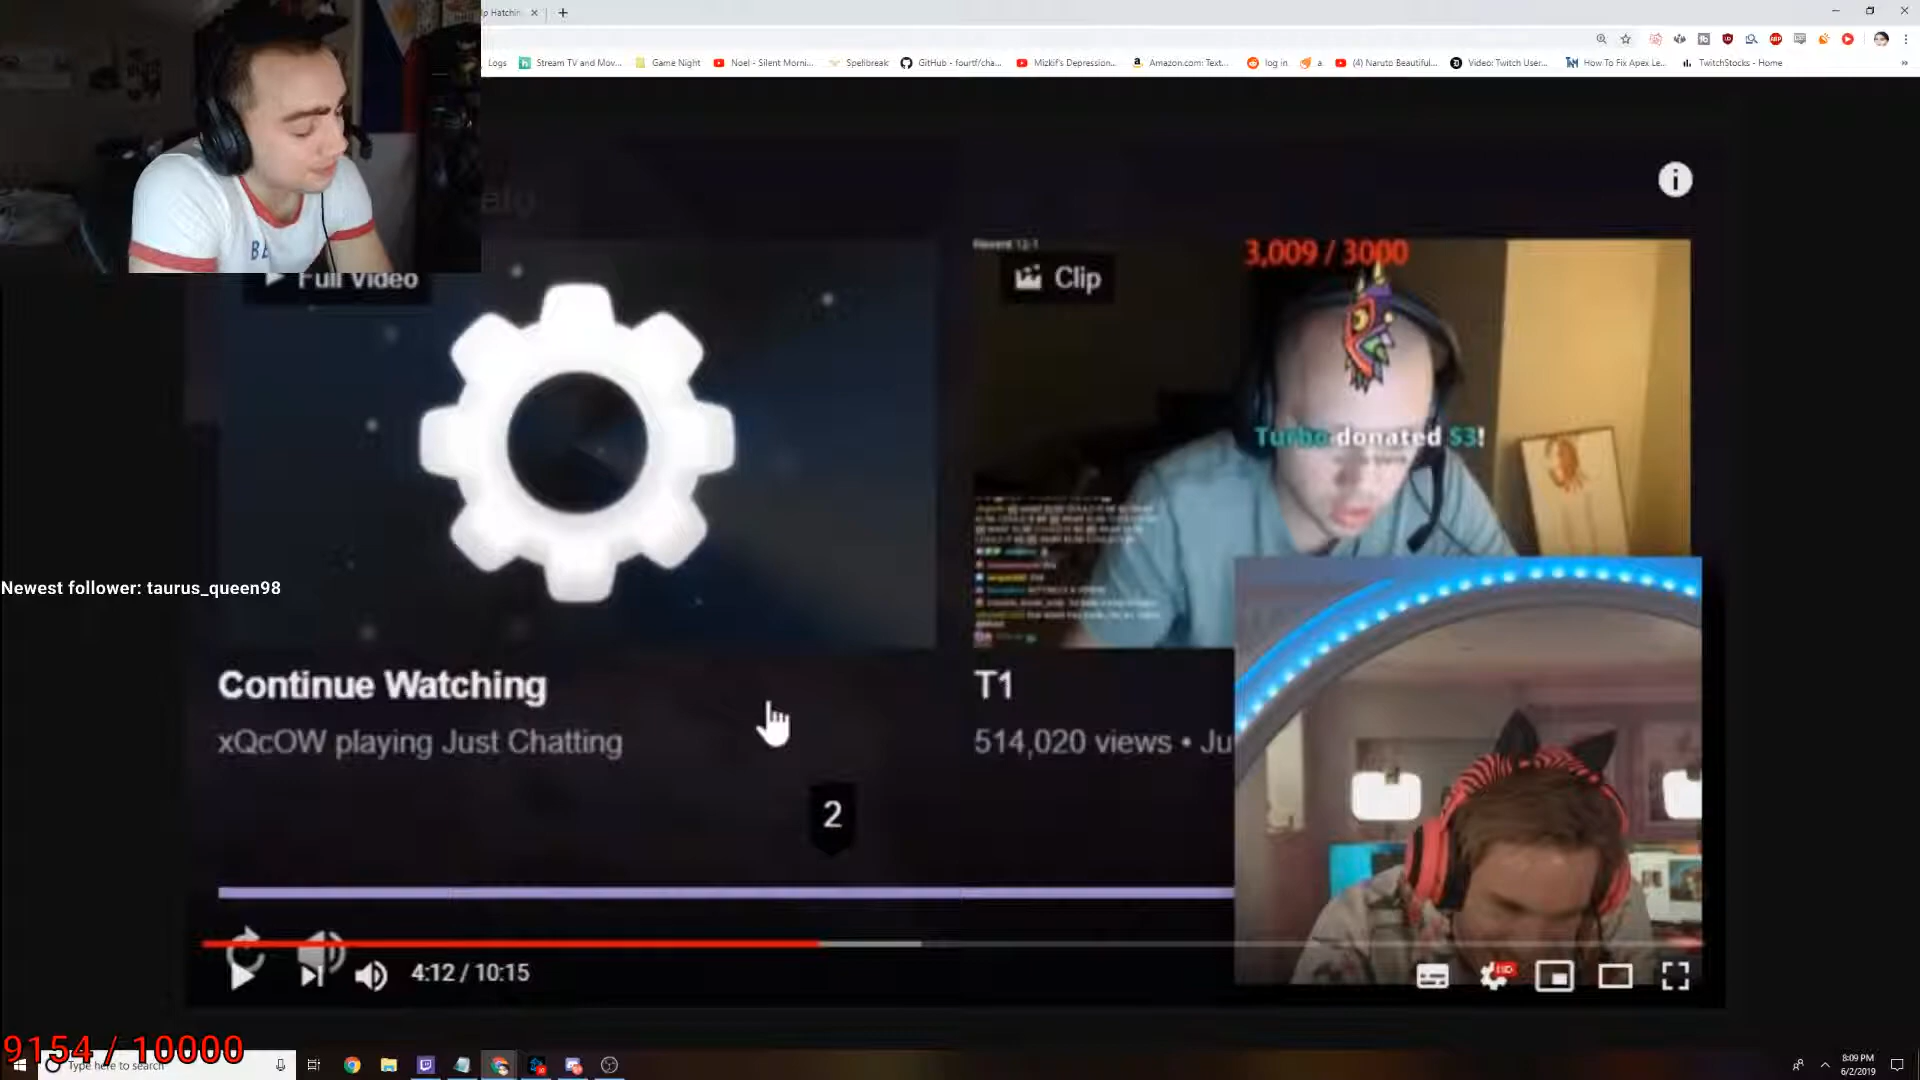 p Hatchin
Logs
Stream TV and Mov...
Game Night
Noel - Silent Morni...
Spellbreak
GitHub - fourtf/cha...
Mizkif's Depression...
Amazon.com: Text...
log in
a
(4) Naruto Beautiful...
Video: Twitch User...
How To Fix Apex Le...
TwitchStocks - Home
BE
Full Video
Clip
3,009 / 3000
Turbo donated $3!
Newest follower: taurus_queen98
Continue Watching
xQcOW playing Just Chatting
T1
514,020 views • Ju
2
4:12 / 10:15
HD
9154 / 10000
Type here to search
8:09 PM
6/2/2019